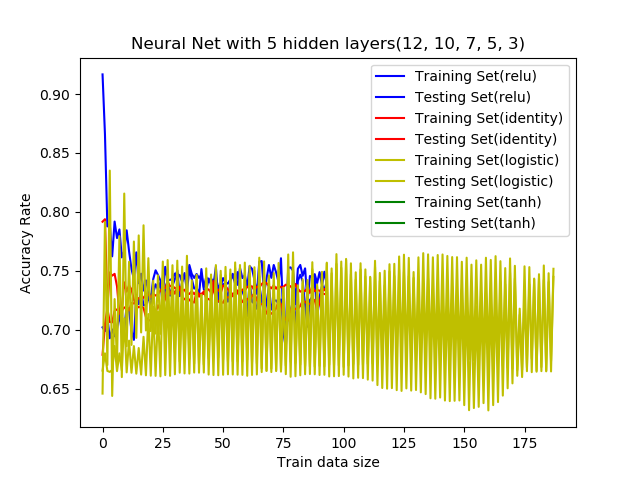 Neural Net with 5 hidden layers(12, 10, 7, 5, 3)
Training Set(relu)
Testing Set(relu)
Training Set(identity)
Testing Set(identity)
Training Set(logistic)
Testing Set(logistic)
Training Set(tanh)
Testing Set(tanh)
Accuracy Rate
0.90
0.85
0.80
0.75
0.70
0.65
0 25 50 75 100 125 150 175
Train data size